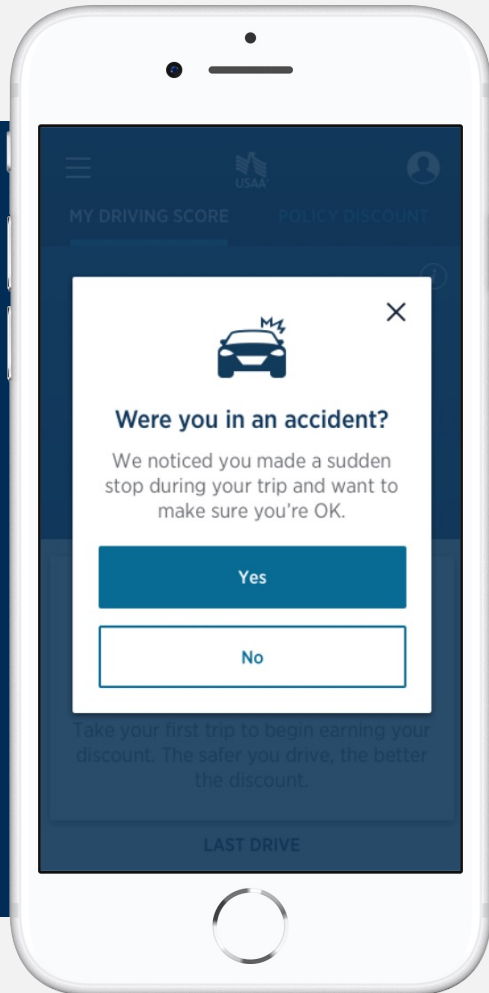 USAA®
MY DRIVING SCORE
POLICY DISCOUNT
Were you in an accident?
We noticed you made a sudden
stop during your trip and want to
make sure you’re OK.
Yes
No
Take your first trip to begin earning your
discount. The safer you drive, the better
the discount.
LAST DRIVE